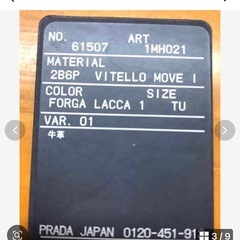 NO. ART
61507 1MH021
MATERIAL
2B6P VITELLO MOVE I
COLOR SIZE
FORGA LACCA 1 TU
VAR. 01
牛革
PRADA JAPAN 0120-451-91
3/9